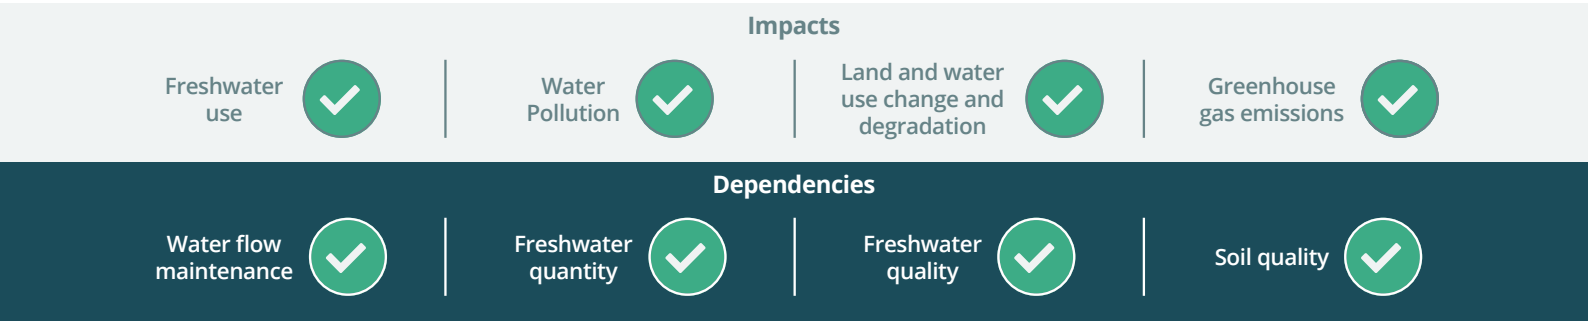 Impacts
Freshwater
use
Water
Pollution
Land and water
use change and
degradation
Greenhouse
gas emissions
Dependencies
Water flow
maintenance
Freshwater
quantity
Freshwater
quality
Soil quality